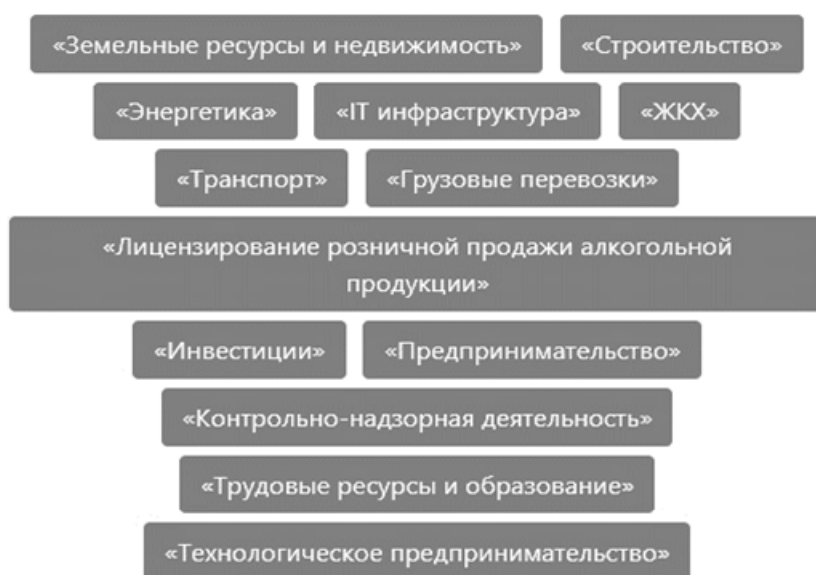 «Земельные ресурсы и недвижимость» «Строительство»
«Энергетика» «IT инфраструктура» «ЖКХ»
«Транспорт» «Грузовые перевозки»
«Лицензирование розничной продажи алкогольной
продукции»
«Инвестиции» «Предпринимательство»
«Контрольно-надзорная деятельность»
«Трудовые ресурсы и образование»
«Технологическое предпринимательство»